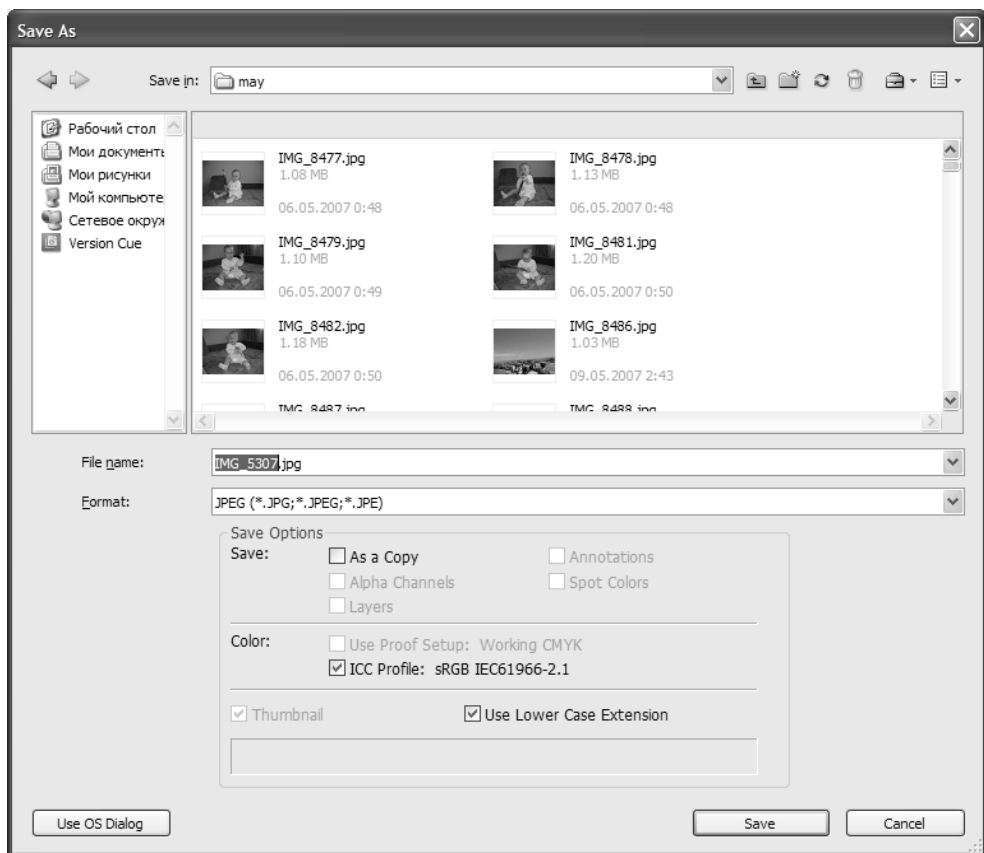 Save As
Save in: may
Рабочий стол
Мои документь
Мои рисунки
Мой компьюте
Сетевое окруж
Version Cue
IMG_8477.jpg
1.08 MB
06.05.2007 0:48
IMG_8478.jpg
1.13 MB
06.05.2007 0:48
IMG_8479.jpg
1.10 MB
06.05.2007 0:49
IMG_8481.jpg
1.20 MB
06.05.2007 0:50
IMG_8482.jpg
1.18 MB
06.05.2007 0:50
IMG_8486.jpg
1.03 MB
09.05.2007 2:43
IMG_8487.jpg
IMG_8488.jpg
File name: IMG_5307.jpg
Format: JPEG (*.JPG;*.JPEG;*.JPE)
Save Options
Save: As a Copy Annotations
Alpha Channels Spot Colors
Layers
Color: Use Proof Setup: Working CMYK
ICC Profile: sRGB IEC61966-2.1
Thumbnail Use Lower Case Extension
Use OS Dialog Save Cancel